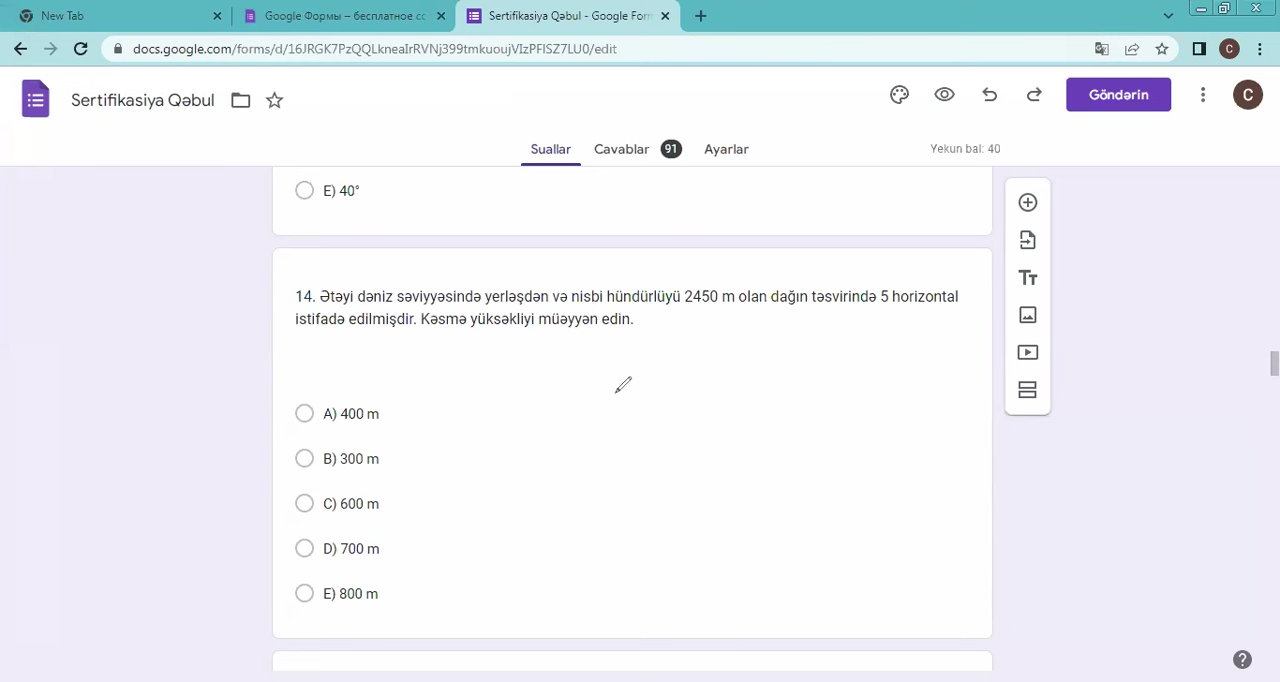 New Tab
Google Формы – бесплатное сс
Sertifikasiya Qəbul - Google Form
docs.google.com/forms/d/16JRGK7PzQQLkneaIrRVNj399tmkuoujVIzPFlSZ7LU0/edit
C
Sertifikasiya Qəbul
Göndərin
C
Suallar
Cavablar 91
Ayarlar
Yekun bal: 40
E) 40°
14. Ətəyi dəniz səviyyəsində yerləşdən və nisbi hündürlüyü 2450 m olan dağın təsvirində 5 horizontal
istifadə edilmişdir. Kəsmə yüksəkliyi müəyyən edin.
A) 400 m
B) 300 m
C) 600 m
D) 700 m
E) 800 m